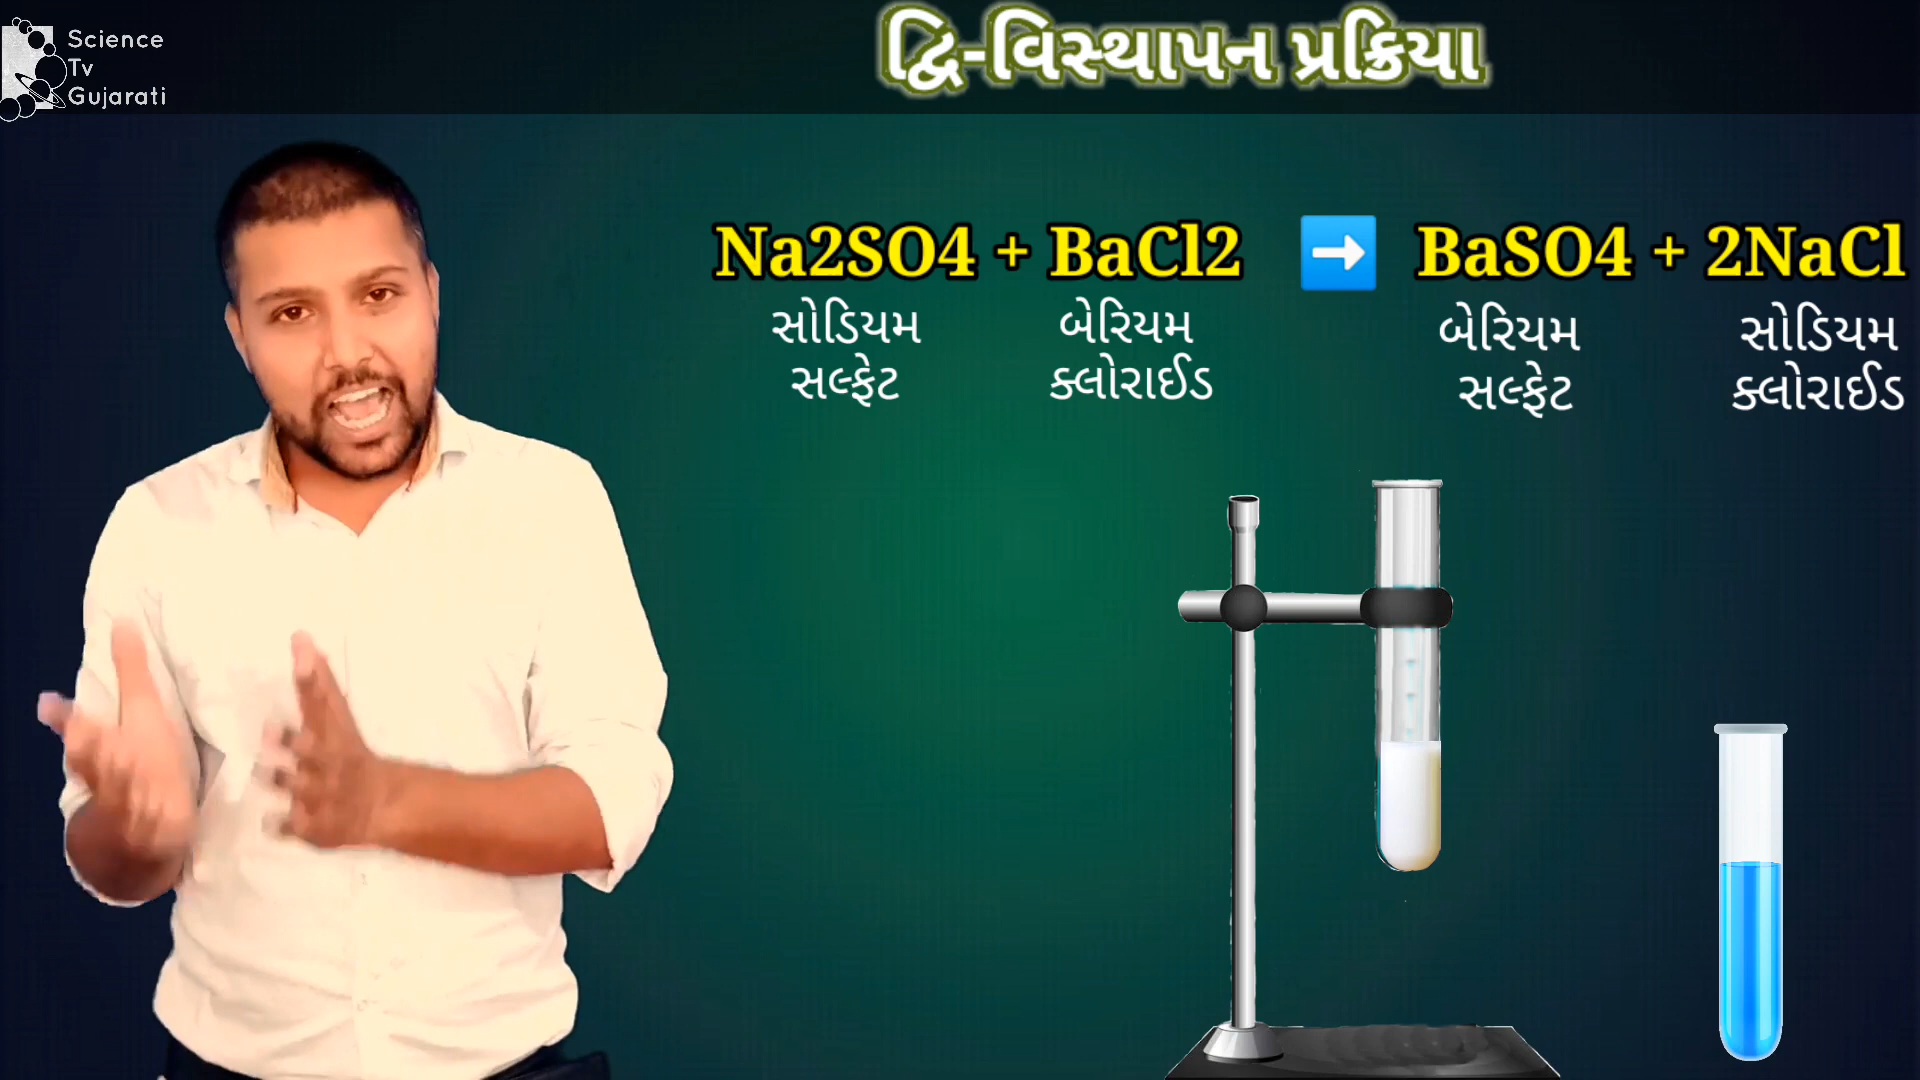 Science
Tv
Gujarati
દ્વિ-વિસ્થાપન પ્રક્રિયા
Na2SO4 + BaCl2 ➡ BaSO4 + 2NaCl
સોડિયમ બેરિયમ બેરિયમ સોડિયમ
સલ્ફેટ ક્લોરાઈડ સલ્ફેટ ક્લોરાઈડ